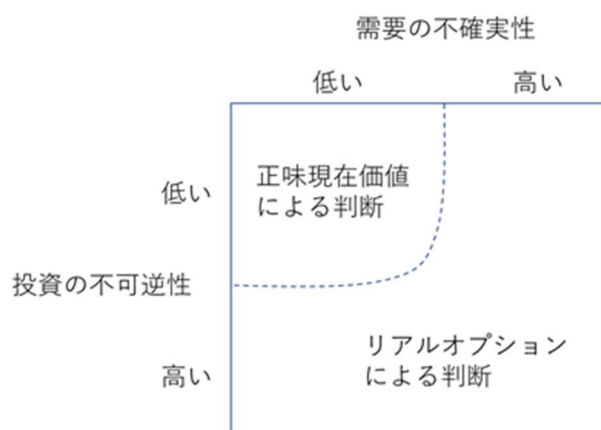 需要の不確実性
低い
高い
正味現在価値
による判断
低い
投資の不可逆性
リアルオプション
による判断
高い